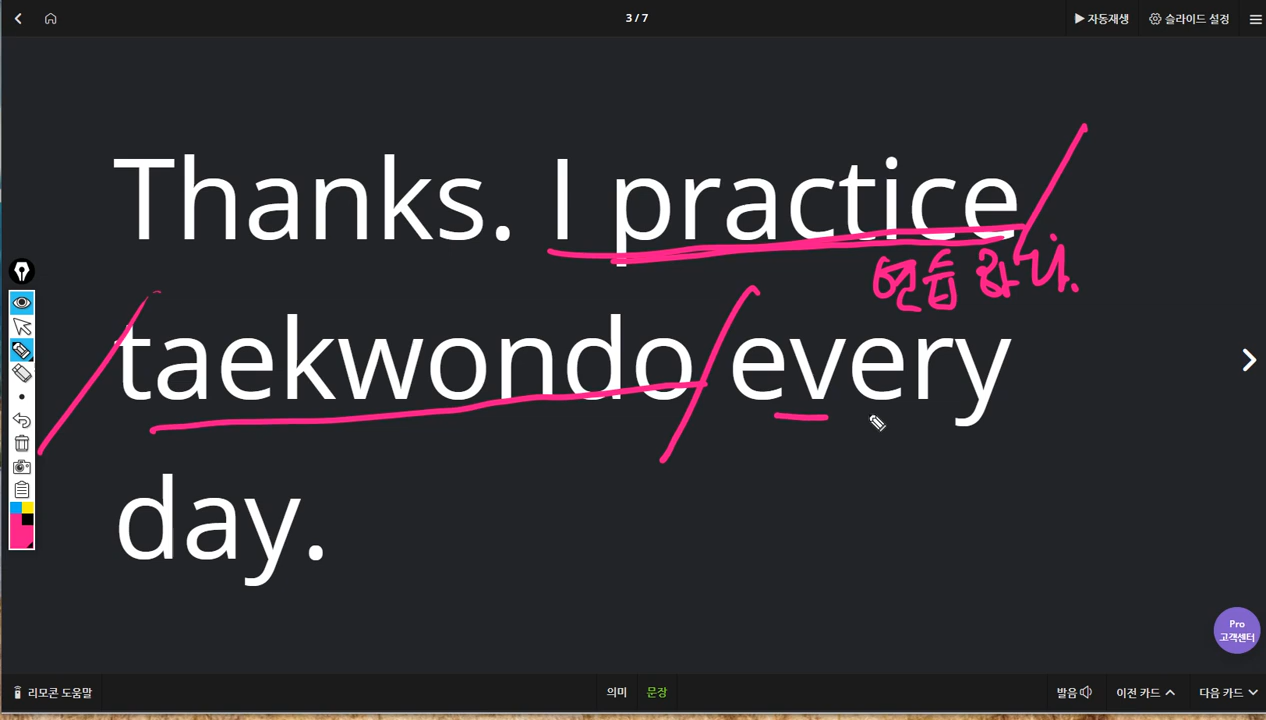 3 / 7
자동재생
슬라이드 설정
Thanks. I practice
연습 하다.
taekwondo every
day.
Pro
고객센터
리모콘 도움말
의미
문장
발음
이전 카드
다음 카드